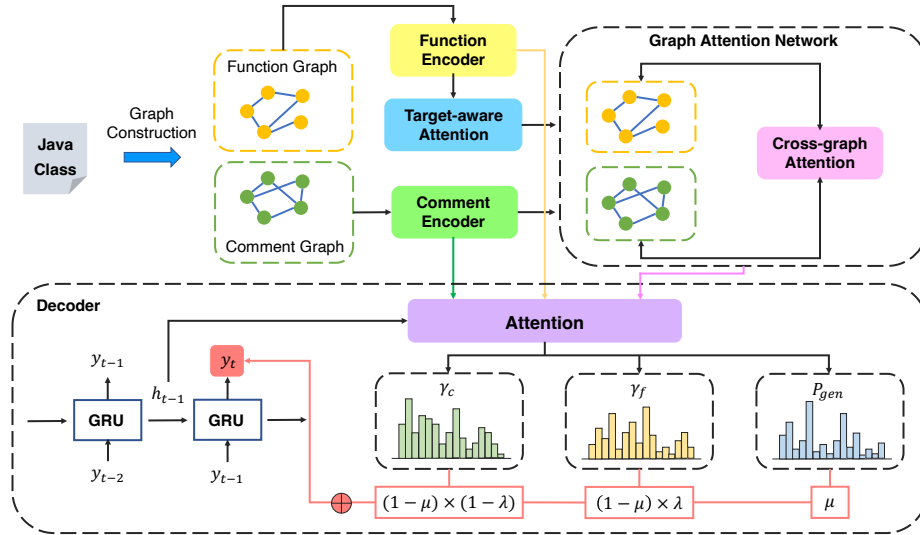 Function Graph
Function
Encoder
Graph Attention Network
Graph
Construction
Java
Class
Target-aware
Attention
Cross-graph
Attention
Comment Graph
Comment
Encoder
Decoder
Attention
y_{t-1}
y_t
h_{t-1}
γ_c
γ_f
P_{gen}
GRU
GRU
y_{t-2}
y_{t-1}
(1 − μ) × (1 − λ)
(1 − μ) × λ
μ